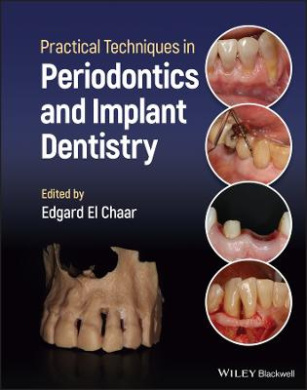 Practical Techniques in
Periodontics
and Implant
Dentistry
Edited by
Edgard El Chaar
WILEY Blackwell